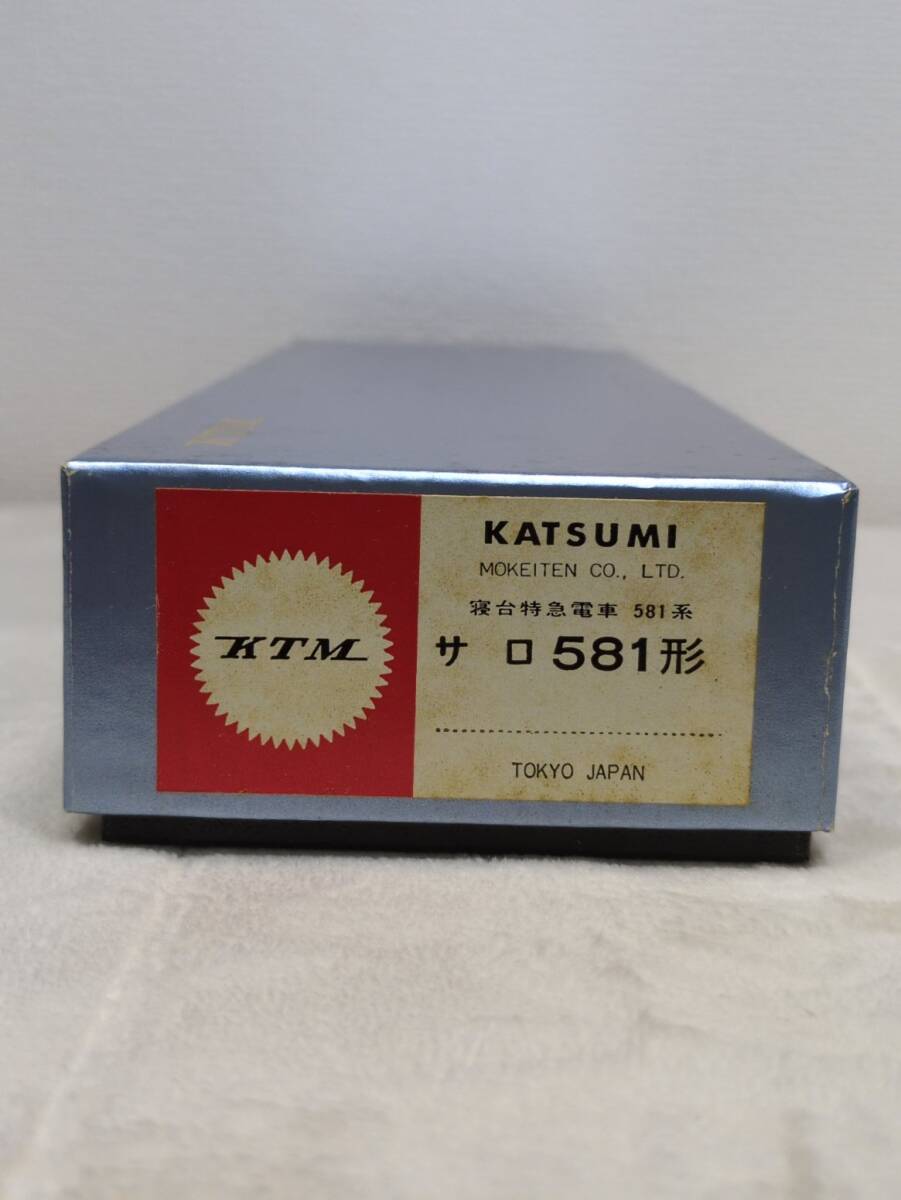 KTM
KATSUMI
MOKEITEN CO., LTD.
寝台特急電車 581系
サロ581形
TOKYO JAPAN